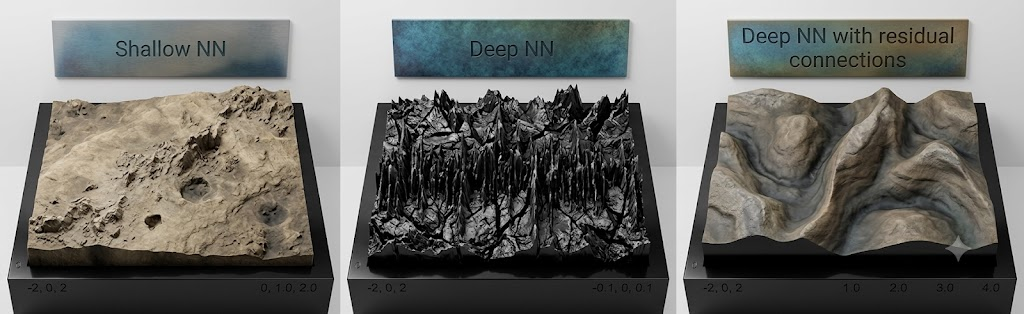 Shallow NN
Deep NN
Deep NN with residual
connections
-2, 0, 2
0, 1.0, 2.0
-2, 0, 2
-0.1, 0, 0.1
-2, 0, 2
1.0 2.0 3.0 4.0